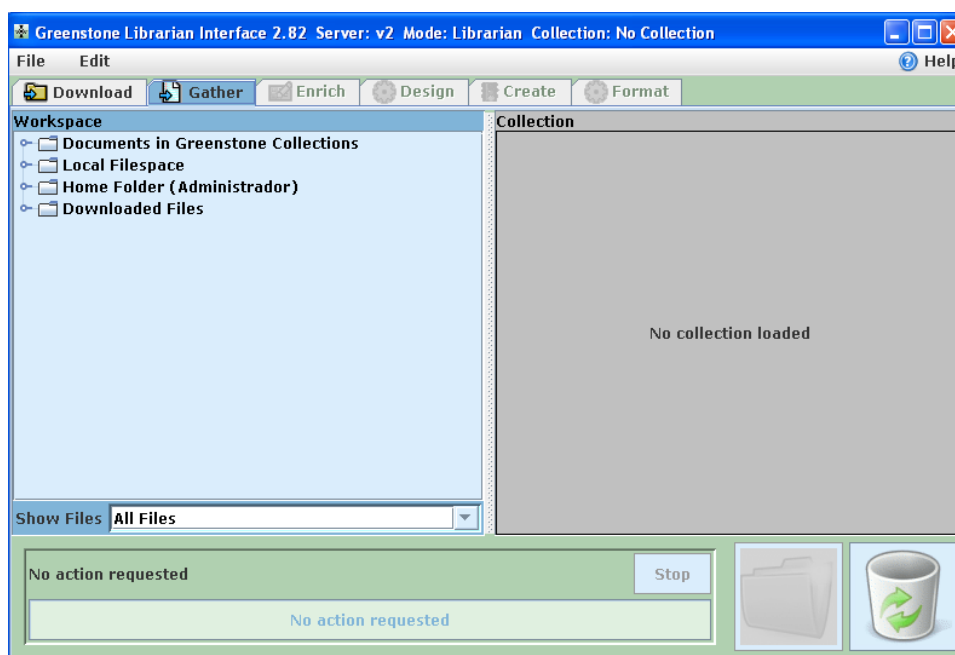 Greenstone Librarian Interface 2.82 Server: v2 Mode: Librarian Collection: No Collection
File Edit Help
Download Gather Enrich Design Create Format
Workspace
Documents in Greenstone Collections
Local Filespace
Home Folder (Administrador)
Downloaded Files
Show Files All Files
Collection
No collection loaded
No action requested Stop
No action requested